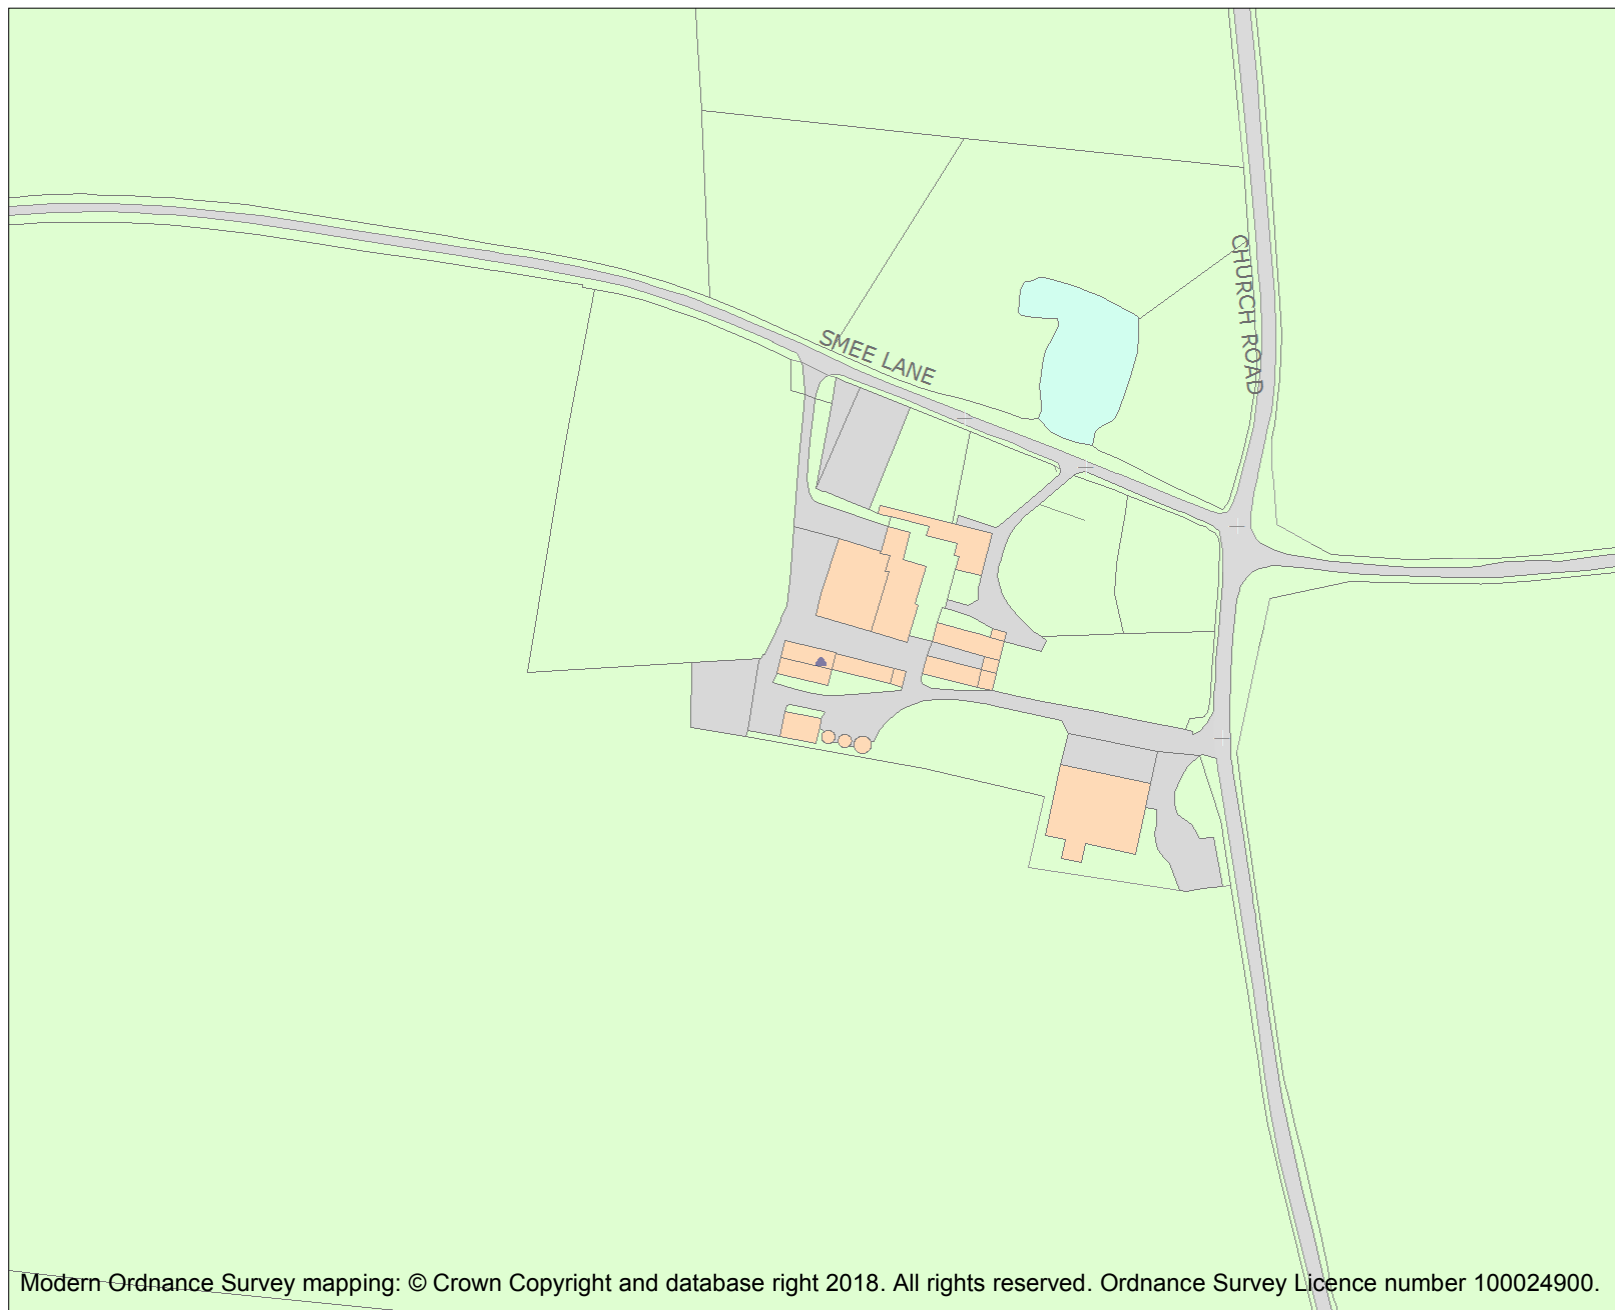 CHURCH ROAD
SMEE LANE
Modern Ordnance Survey mapping: © Crown Copyright and database right 2018. All rights reserved. Ordnance Survey Licence number 100024900.